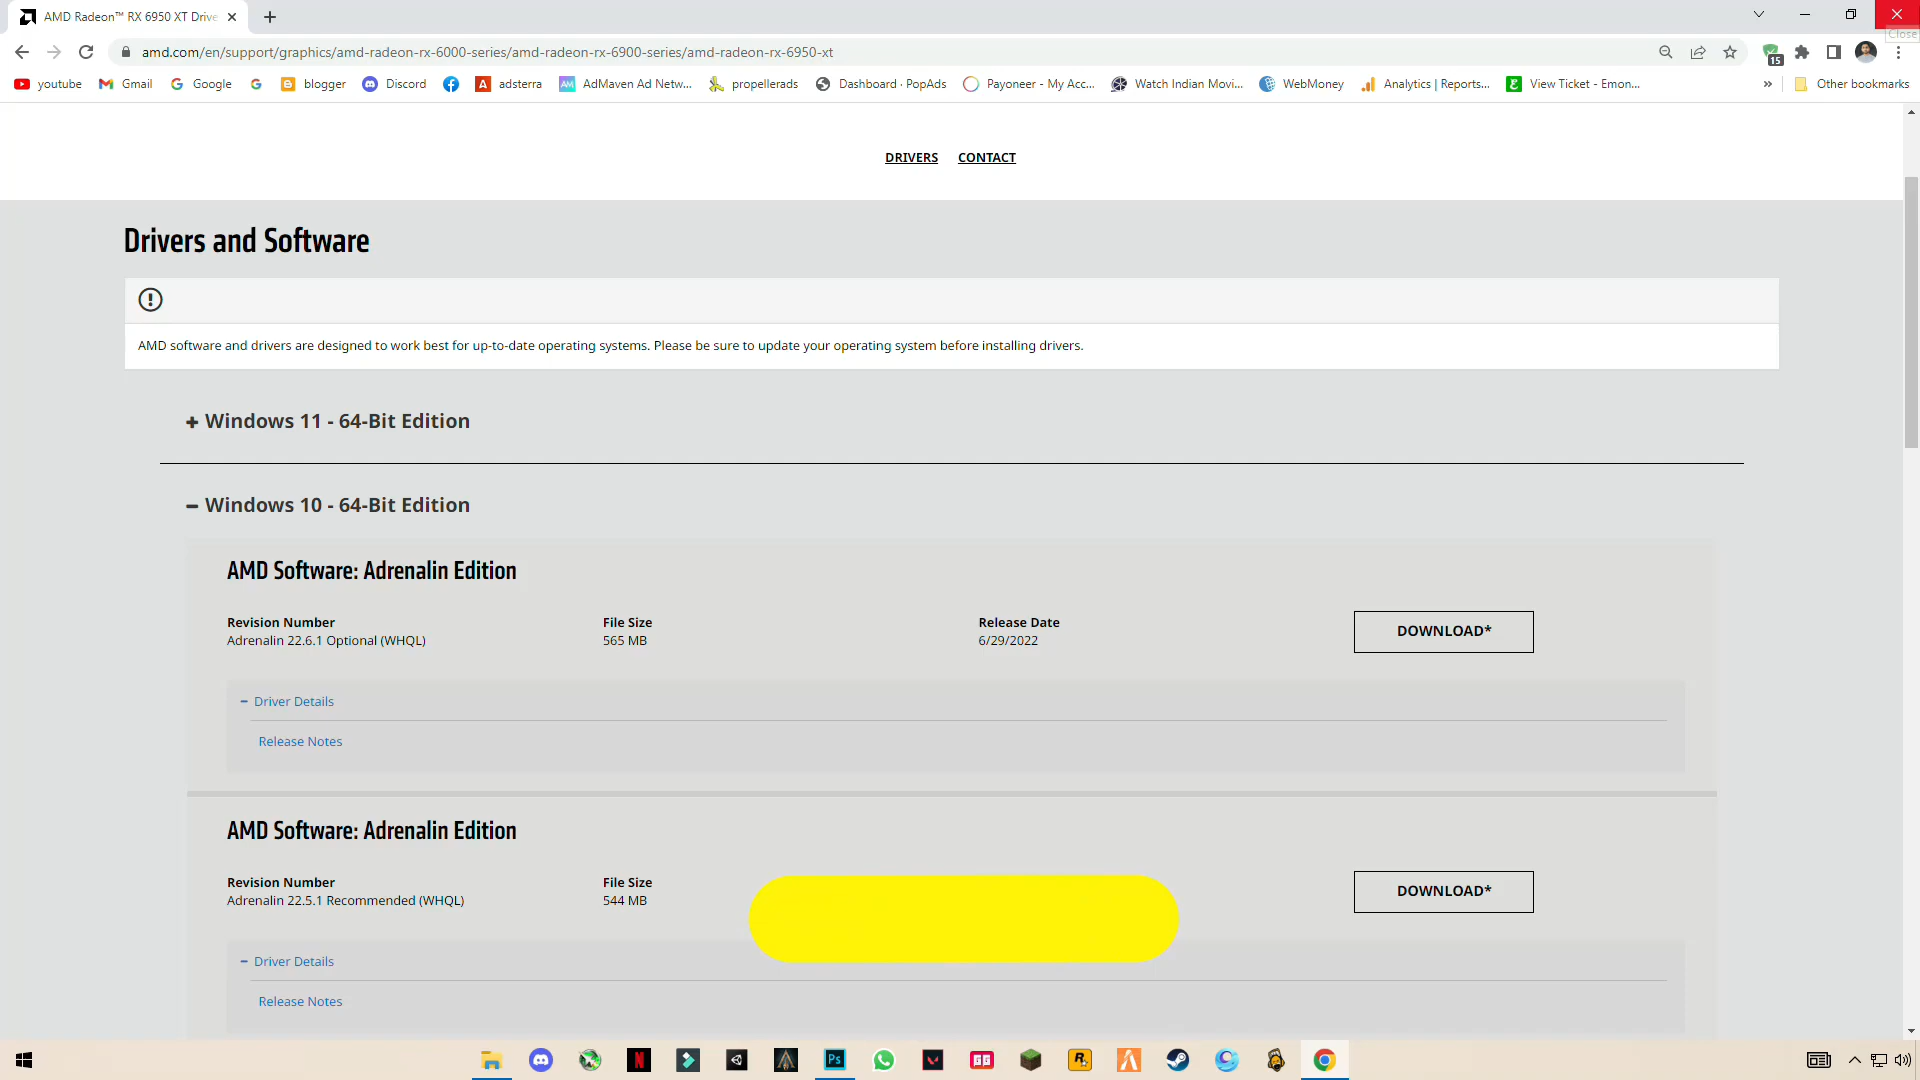 AMD Radeon™ RX 6950 XT Drive
amd.com/en/support/graphics/amd-radeon-rx-6000-series/amd-radeon-rx-6900-series/amd-radeon-rx-6950-xt
Close
15
youtube Gmail Google blogger Discord A adsterra AM AdMaven Ad Netw... propellerads Dashboard · PopAds Payoneer - My Acc... Watch Indian Movi... WebMoney Analytics | Reports... View Ticket - Emon... » Other bookmarks
DRIVERS CONTACT
Drivers and Software
AMD software and drivers are designed to work best for up-to-date operating systems. Please be sure to update your operating system before installing drivers.
+ Windows 11 - 64-Bit Edition
− Windows 10 - 64-Bit Edition
AMD Software: Adrenalin Edition
Revision Number File Size Release Date
Adrenalin 22.6.1 Optional (WHQL) 565 MB 6/29/2022
DOWNLOAD*
− Driver Details
Release Notes
AMD Software: Adrenalin Edition
Revision Number File Size
Adrenalin 22.5.1 Recommended (WHQL) 544 MB
DOWNLOAD*
− Driver Details
Release Notes
N Ps R